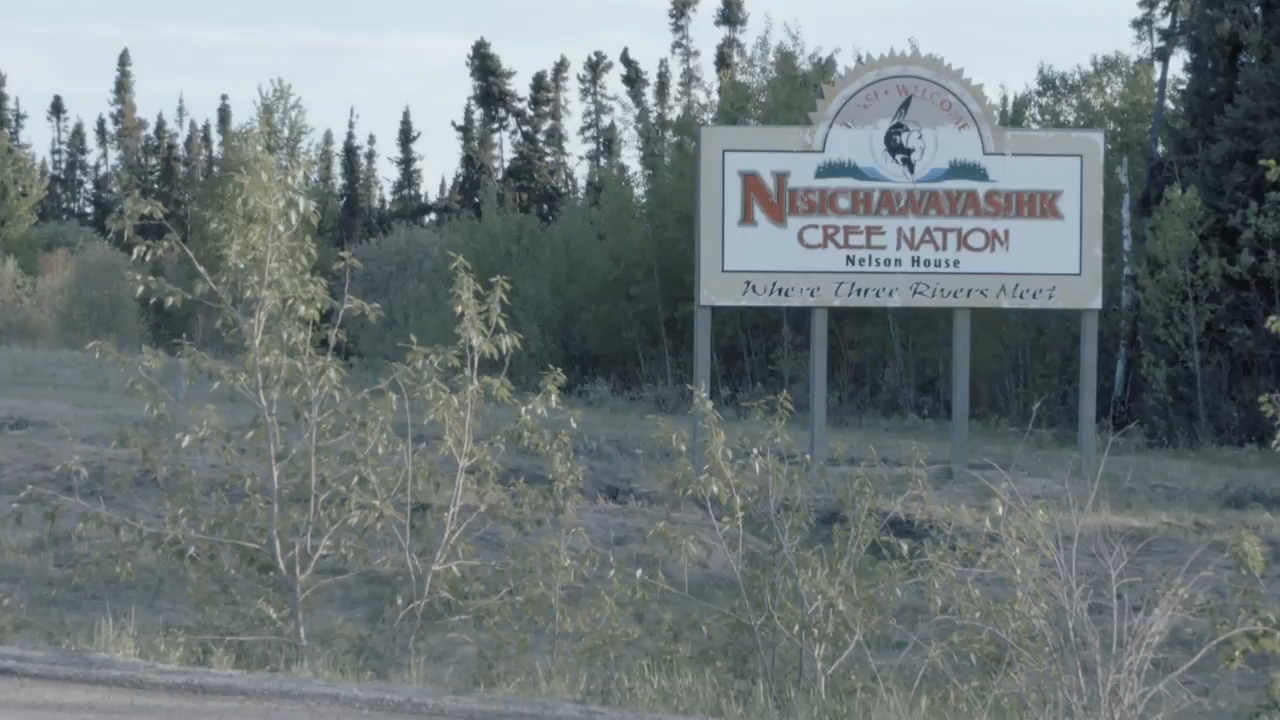 WELCOME
NISICHAWAYASIHK
CREE NATION
Nelson House
Where Three Rivers Meet